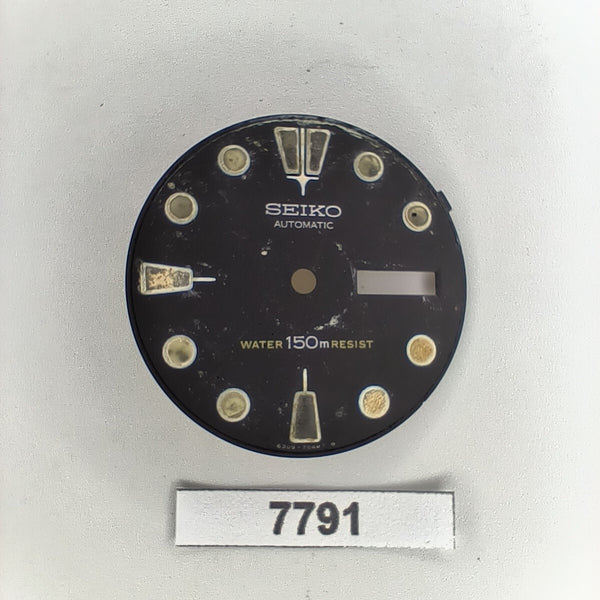 SEIKO
AUTOMATIC
WATER 150m RESIST
7791